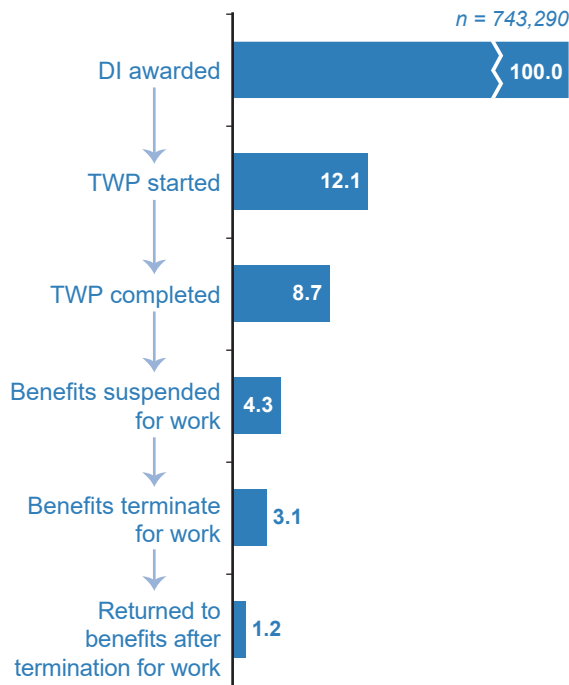 n = 743,290
DI awarded
100.0
TWP started
12.1
TWP completed
8.7
Benefits suspended
for work
4.3
Benefits terminate
for work
3.1
Returned to
benefits after
termination for work
1.2